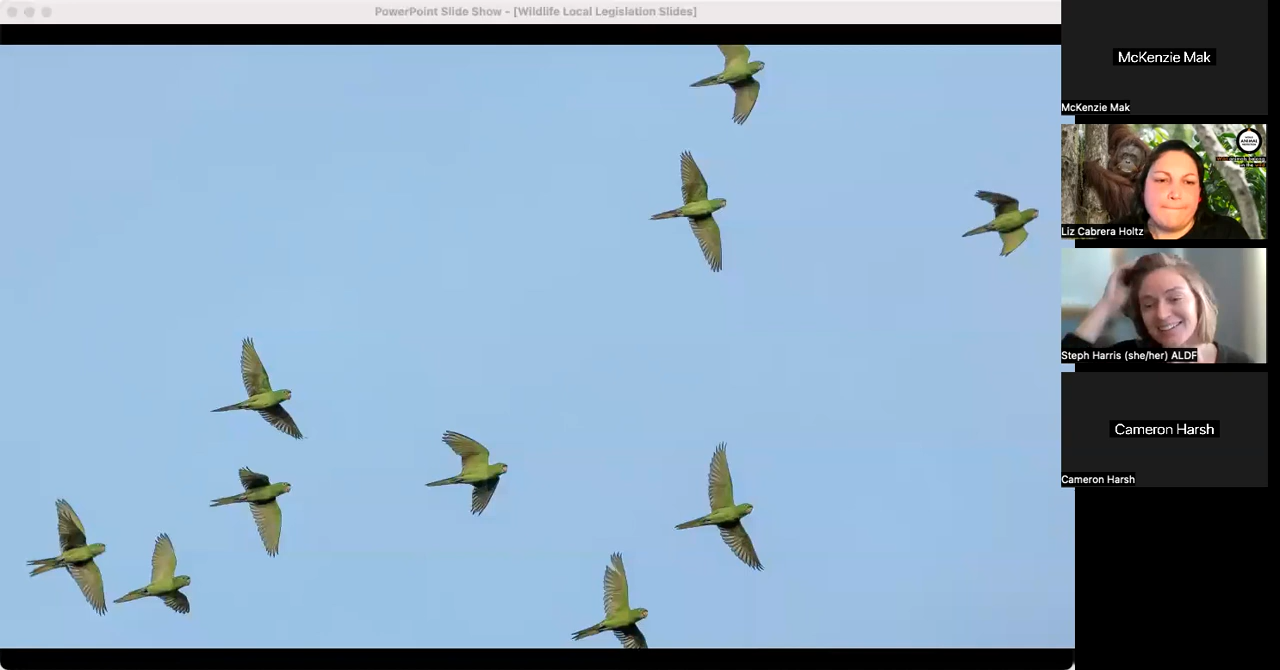 PowerPoint Slide Show - [Wildlife Local Legislation Slides]
McKenzie Mak
McKenzie Mak
Liz Cabrera Holtz
Steph Harris (she/her) ALDF
Cameron Harsh
Cameron Harsh